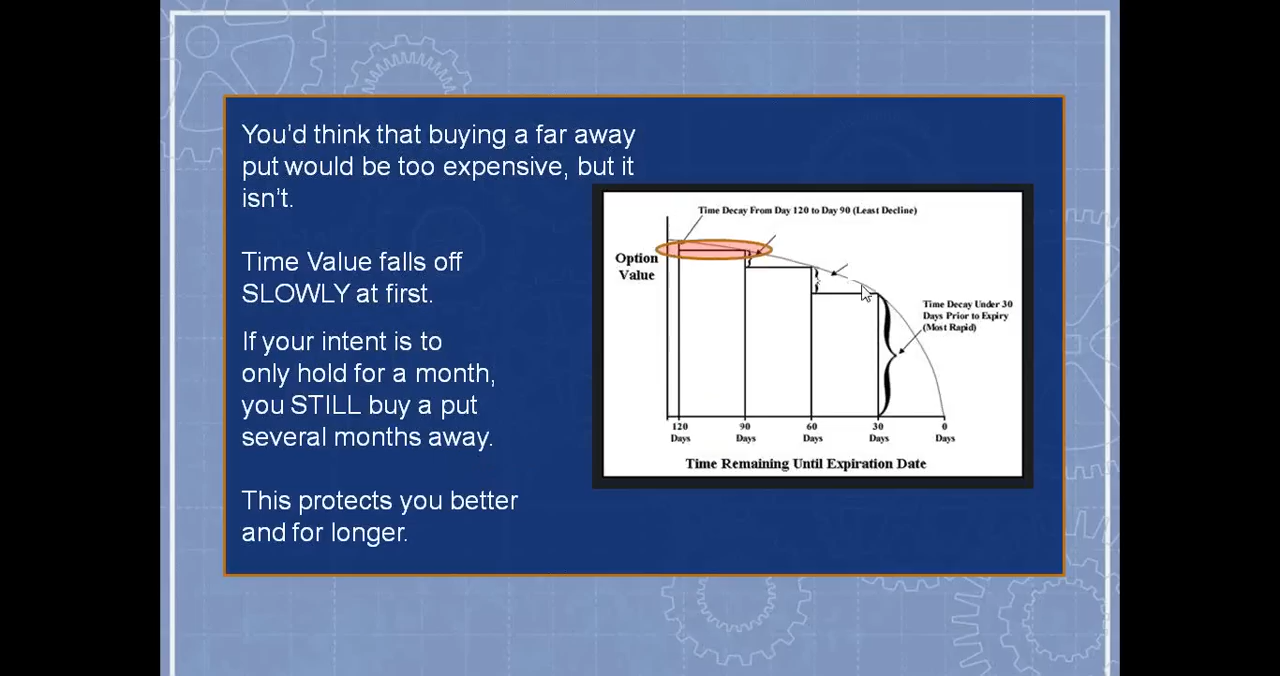 You'd think that buying a far away
put would be too expensive, but it
isn't.
Time Value falls off
SLOWLY at first.
If your intent is to
only hold for a month,
you STILL buy a put
several months away.
This protects you better
and for longer.
Time Decay From Day 120 to Day 90 (Least Decline)
Option
Value
Time Decay Under 30
Days Prior to Expiry
(Most Rapid)
120 90 60 30 0
Days Days Days Days Days
Time Remaining Until Expiration Date